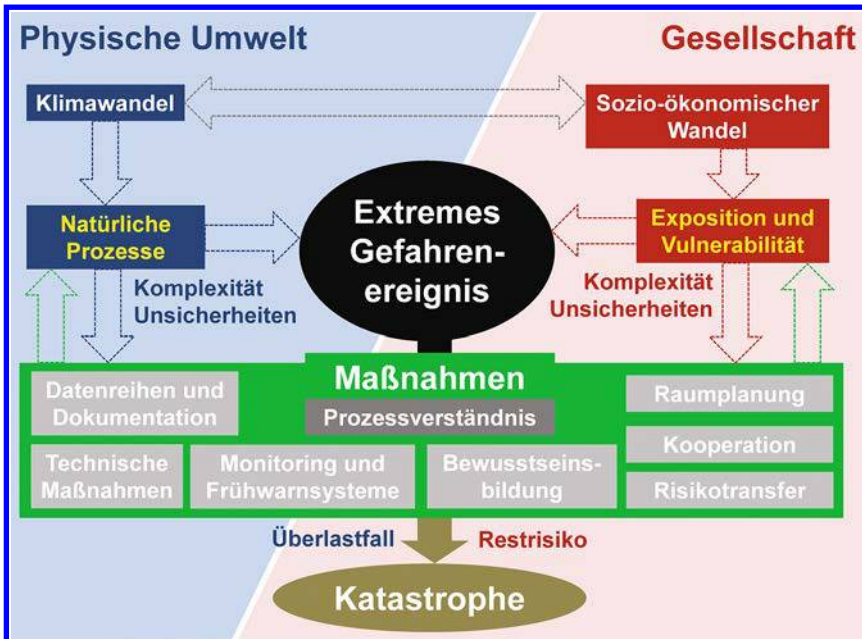 Physische Umwelt
Gesellschaft
Klimawandel
Sozio-ökonomischer
Wandel
Natürliche
Prozesse
Extremes
Gefahren-
ereignis
Exposition und
Vulnerabilität
Komplexität
Unsicherheiten
Komplexität
Unsicherheiten
Maßnahmen
Prozessverständnis
Datenreihen und
Dokumentation
Raumplanung
Kooperation
Technische
Maßnahmen
Monitoring und
Frühwarnsysteme
Bewusstseins-
bildung
Risikotransfer
Überlastfall
Restrisiko
Katastrophe